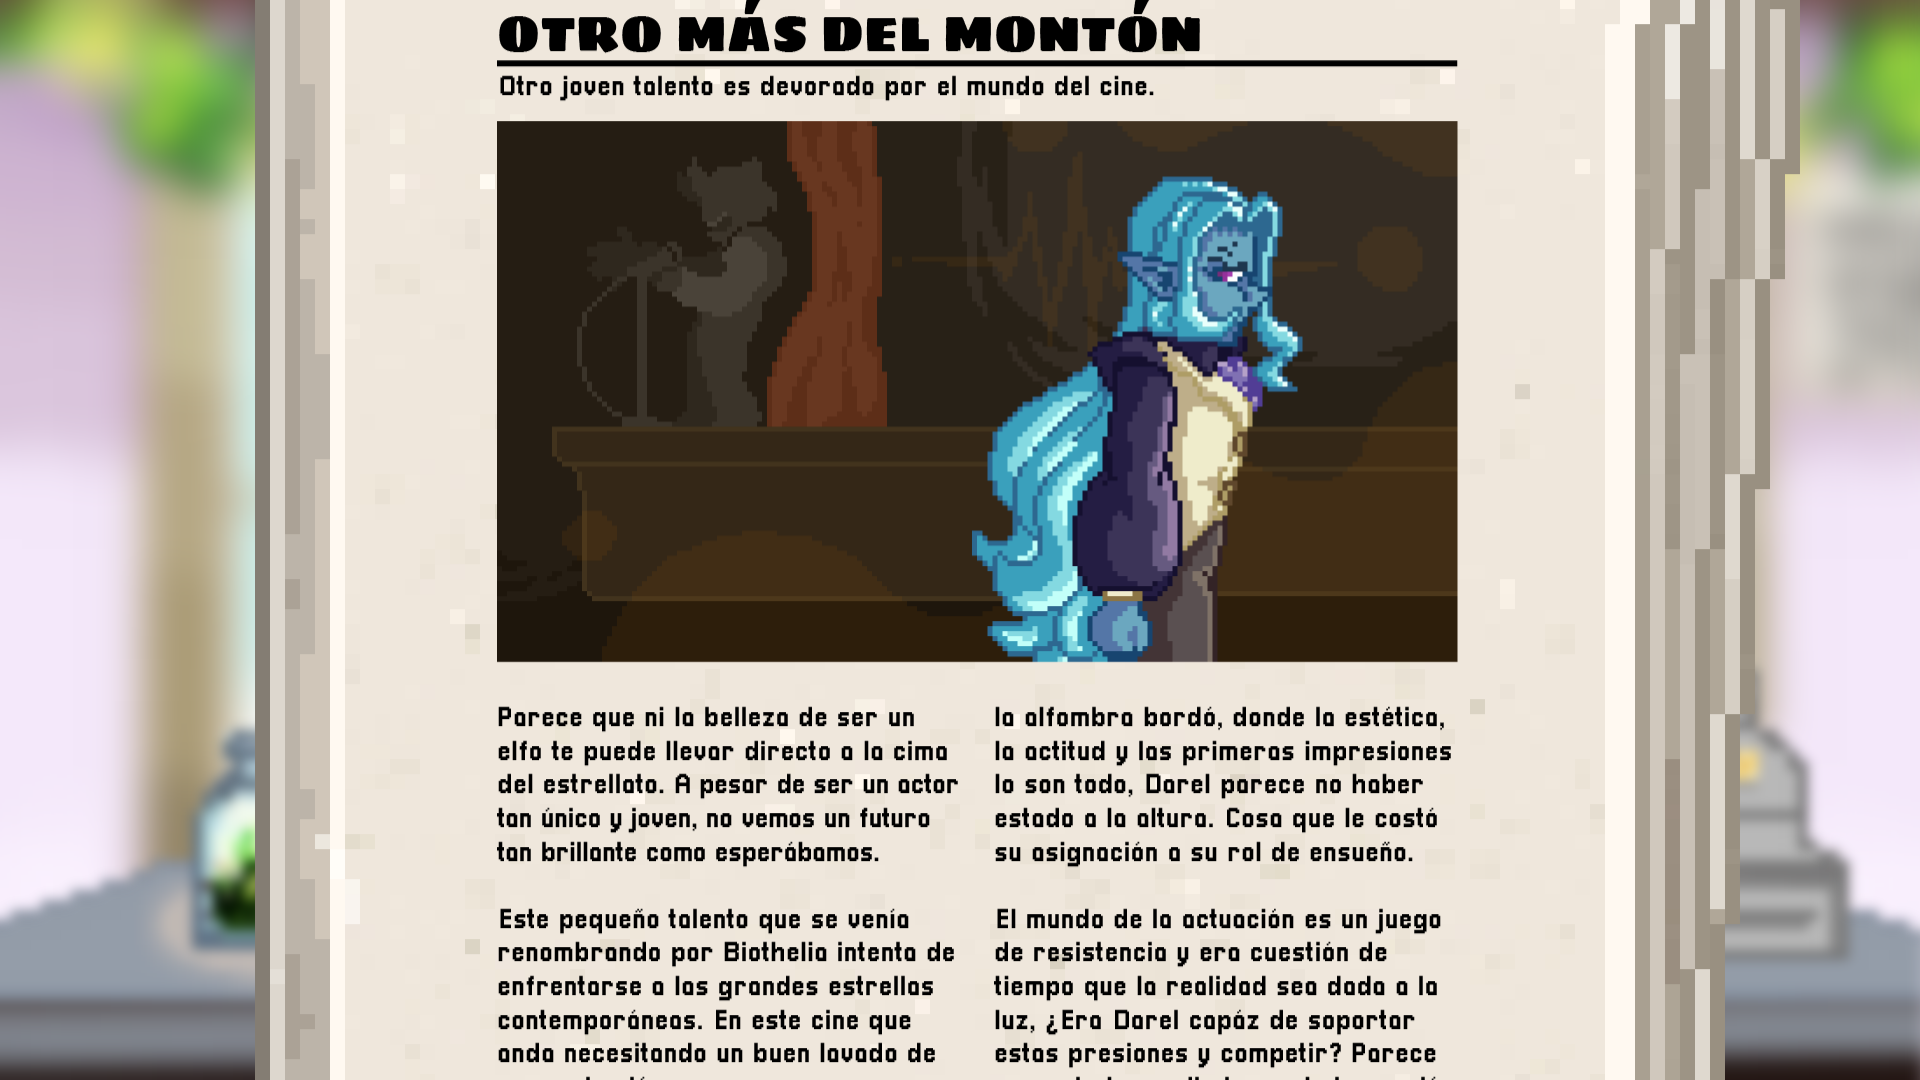 OTRO MÁS DEL MONTÓN
Otro joven talento es devorado por el mundo del cine.
Parece que ni la belleza de ser un
elfo te puede llevar directo a la cima
del estrellato. A pesar de ser un actor
tan único y joven, no vemos un futuro
tan brillante como esperábamos.
Este pequeño talento que se venía
renombrando por Biothelia intenta de
enfrentarse a las grandes estrellas
contemporáneas. En este cine que
anda necesitando un buen lavado de
la alfombra bordó, donde la estética,
la actitud y las primeras impresiones
lo son todo, Darel parece no haber
estado a la altura. Cosa que le costó
su asignación a su rol de ensueño.
El mundo de la actuación es un juego
de resistencia y era cuestión de
tiempo que la realidad sea dada a la
luz, ¿Era Darel capáz de soportar
estas presiones y competir? Parece